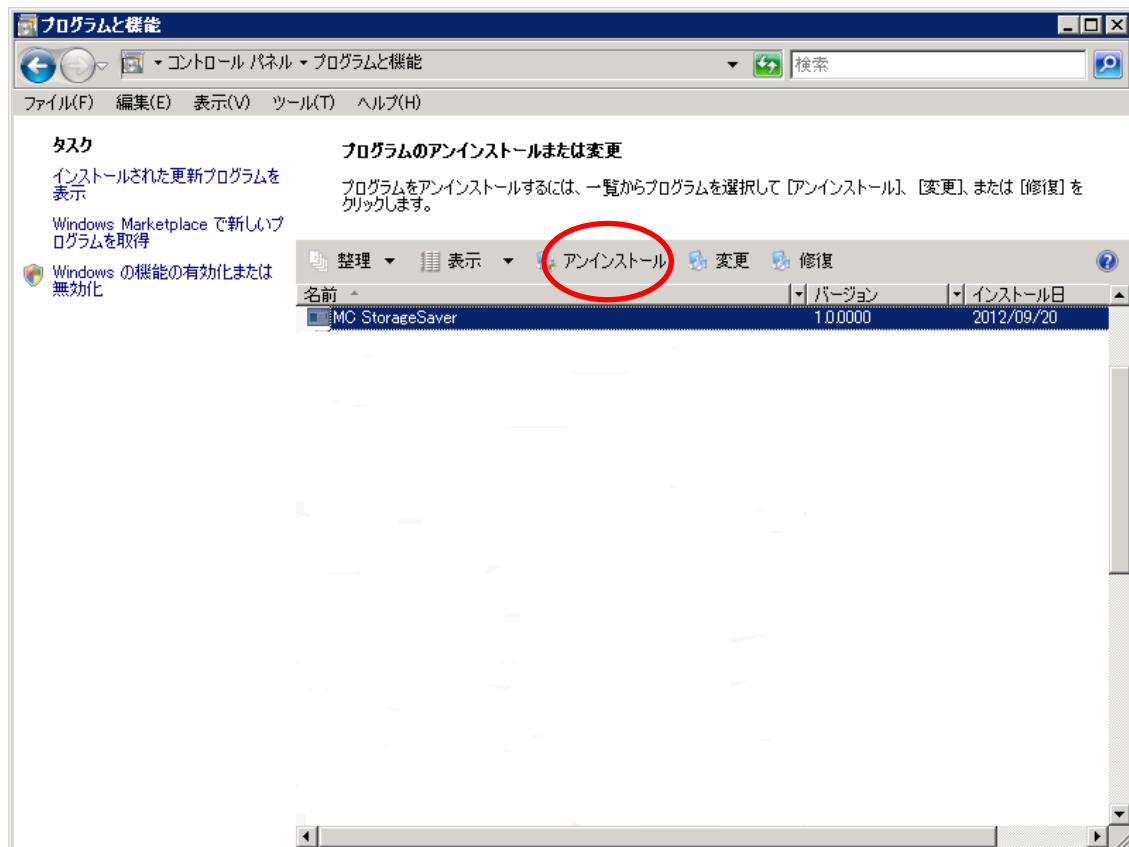 プログラムと機能
コントロール パネル プログラムと機能
検索
ファイル(F) 編集(E) 表示(V) ツール(T) ヘルプ(H)
タスク
インストールされた更新プログラムを
表示
Windows Marketplace で新しいプ
ログラムを取得
Windows の機能の有効化または
無効化
プログラムのアンインストールまたは変更
プログラムをアンインストールするには、一覧からプログラムを選択して [アンインストール]、[変更]、または [修復] を
クリックします。
整理 表示 アンインストール 変更 修復
名前 バージョン インストール日
MC StorageSaver 1.0.0000 2012/09/20